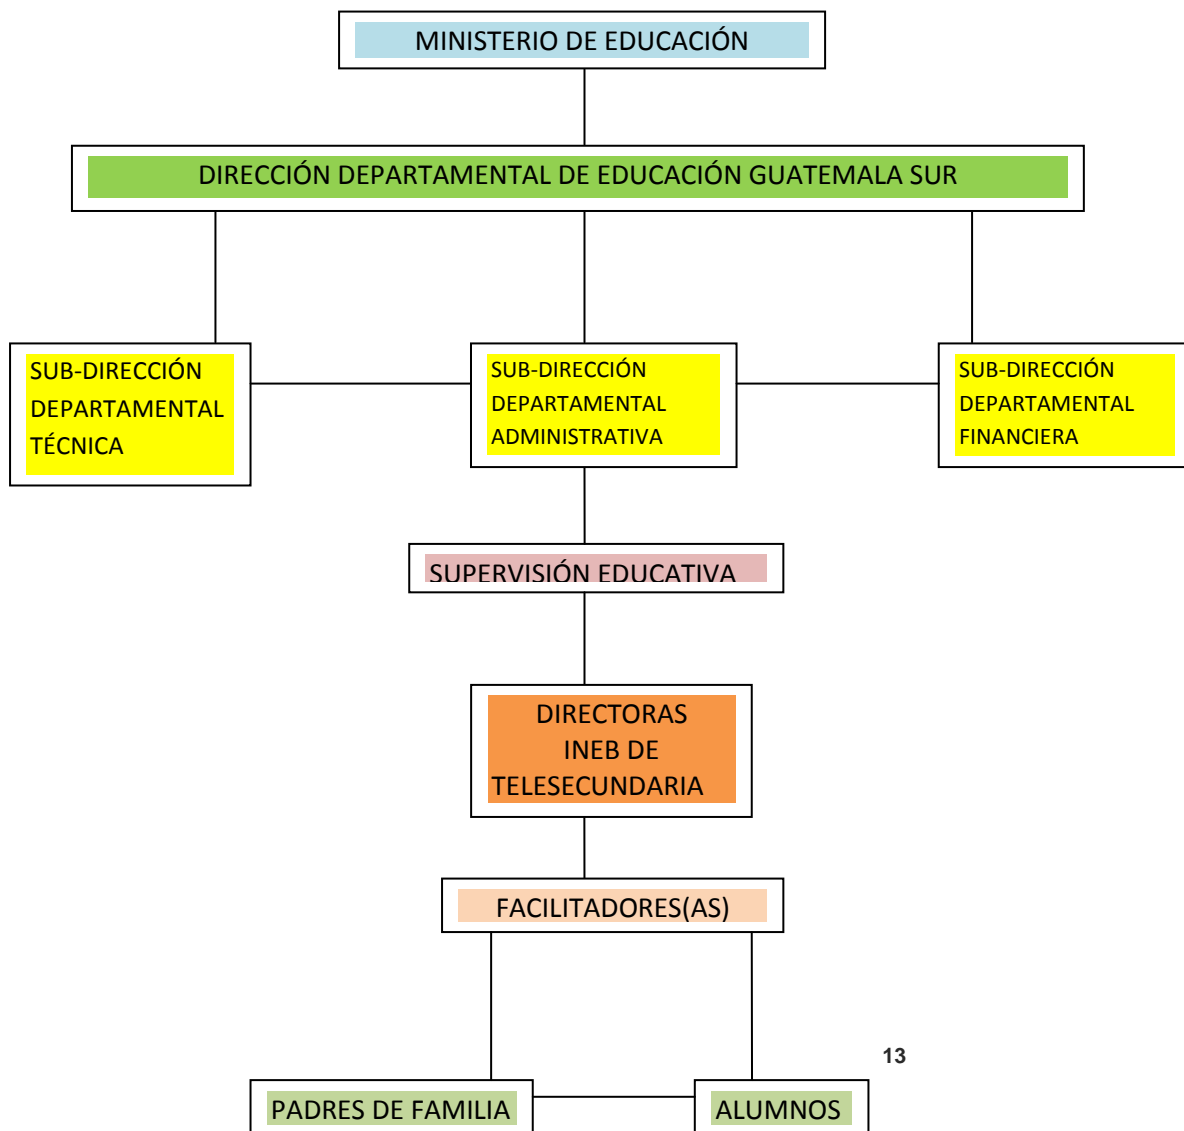 MINISTERIO DE EDUCACIÓN
DIRECCIÓN DEPARTAMENTAL DE EDUCACIÓN GUATEMALA SUR
SUB-DIRECCIÓN
DEPARTAMENTAL
TÉCNICA
SUB-DIRECCIÓN
DEPARTAMENTAL
ADMINISTRATIVA
SUB-DIRECCIÓN
DEPARTAMENTAL
FINANCIERA
SUPERVISIÓN EDUCATIVA
DIRECTORAS
INEB DE
TELESECUNDARIA
FACILITADORES(AS)
13
PADRES DE FAMILIA
ALUMNOS